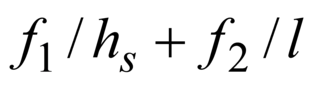 f₁/hₛ + f₂/l